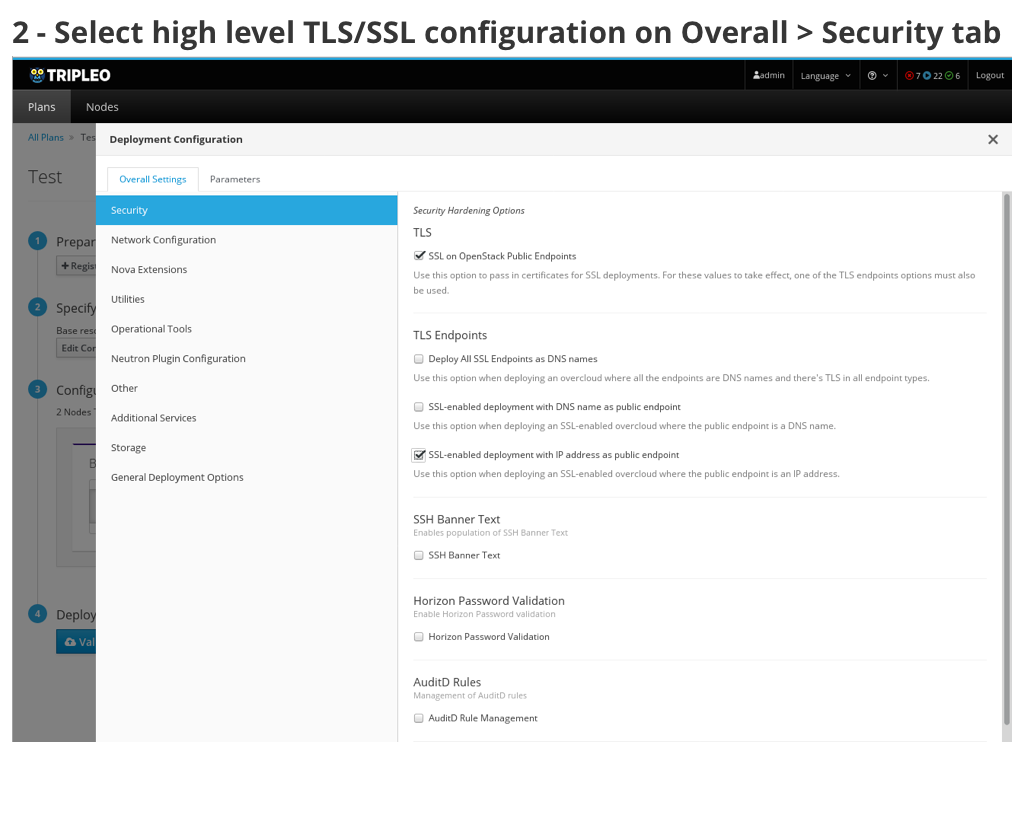 2 - Select high level TLS/SSL configuration on Overall > Security tab
TRIPLEO
admin
Language
7 22 6
Logout
Plans
Nodes
All Plans » Tes
Deployment Configuration
Test
Overall Settings
Parameters
Security
Network Configuration
Nova Extensions
Utilities
Operational Tools
Neutron Plugin Configuration
Other
Additional Services
Storage
General Deployment Options
1 Prepar
+ Regis
2 Specify
Base reso
Edit Cor
3 Configu
2 Nodes
B
4 Deploy
Val
Security Hardening Options
TLS
SSL on OpenStack Public Endpoints
Use this option to pass in certificates for SSL deployments. For these values to take effect, one of the TLS endpoints options must also
be used.
TLS Endpoints
Deploy All SSL Endpoints as DNS names
Use this option when deploying an overcloud where all the endpoints are DNS names and there's TLS in all endpoint types.
SSL-enabled deployment with DNS name as public endpoint
Use this option when deploying an SSL-enabled overcloud where the public endpoint is a DNS name.
SSL-enabled deployment with IP address as public endpoint
Use this option when deploying an SSL-enabled overcloud where the public endpoint is an IP address.
SSH Banner Text
Enables population of SSH Banner Text
SSH Banner Text
Horizon Password Validation
Enable Horizon Password validation
Horizon Password Validation
AuditD Rules
Management of AuditD rules
AuditD Rule Management